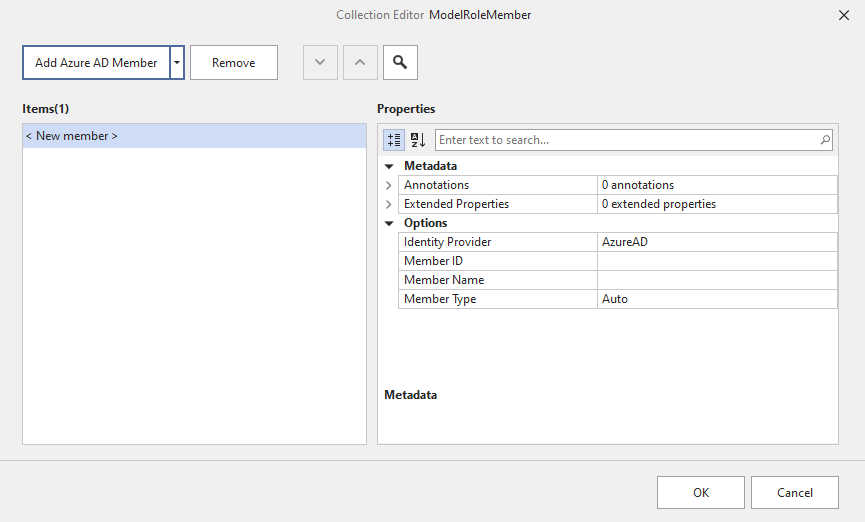 Collection Editor ModelRoleMember
Add Azure AD Member
Remove
Items(1)
< New member >
Properties
Enter text to search...
Metadata
Annotations 0 annotations
Extended Properties 0 extended properties
Options
Identity Provider AzureAD
Member ID
Member Name
Member Type Auto
Metadata
OK
Cancel